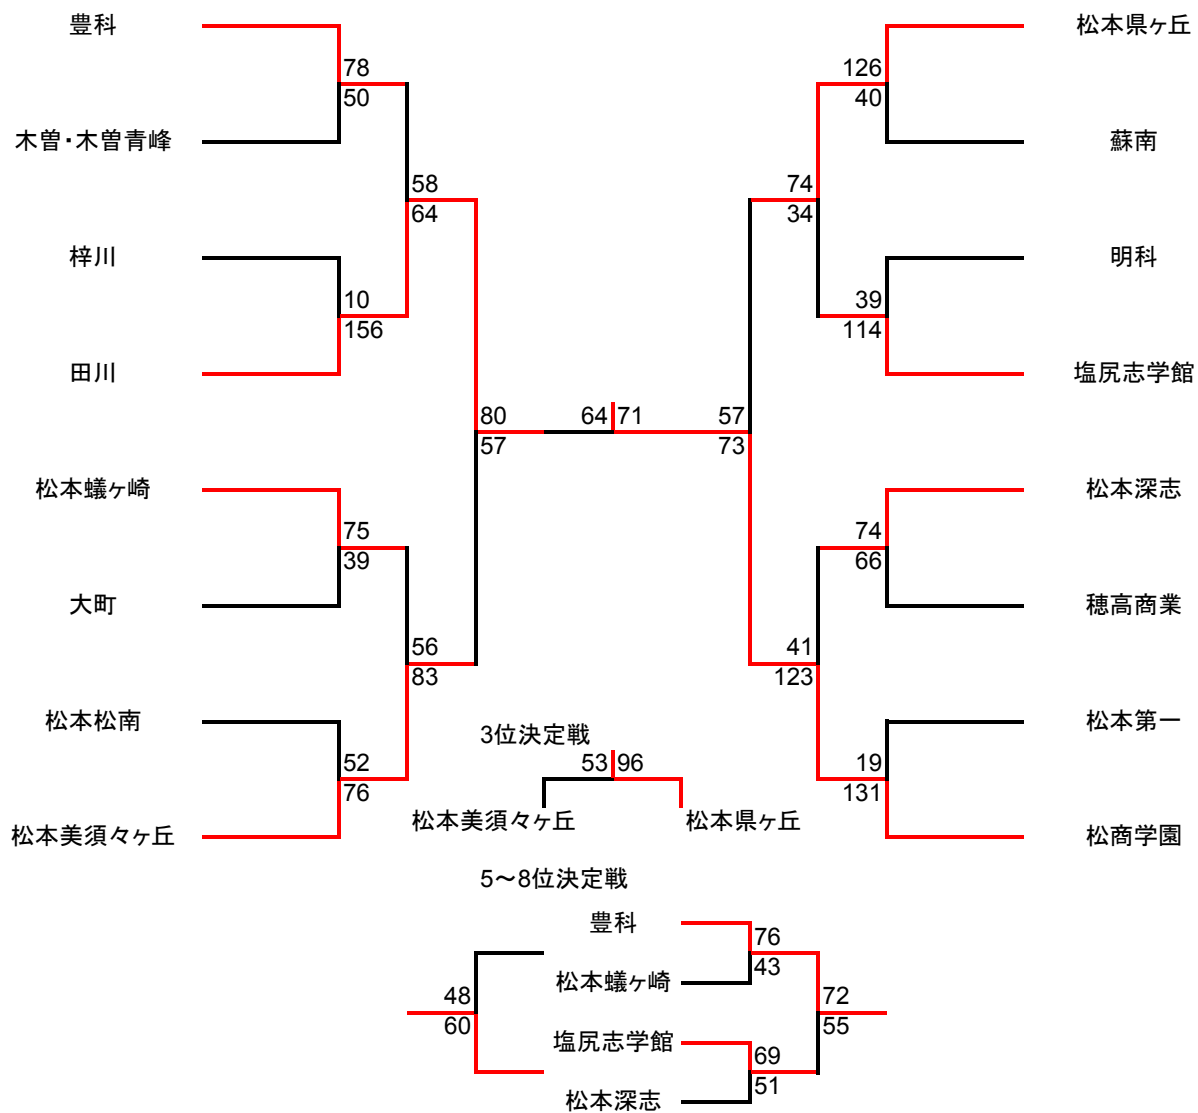 豊科
松本県ヶ丘
78
126
50
40
木曽・木曽青峰
蘇南
58
74
64
34
梓川
明科
10
39
156
114
田川
塩尻志学館
80
64
71
57
57
73
松本蟻ヶ崎
松本深志
75
74
39
66
大町
穂高商業
56
41
83
123
松本松南
松本第一
3位決定戦
52
53
96
19
76
131
松本美須々ヶ丘
松本美須々ヶ丘
松本県ヶ丘
松商学園
5～8位決定戦
豊科
76
43
松本蟻ヶ崎
48
72
60
55
塩尻志学館
69
51
松本深志